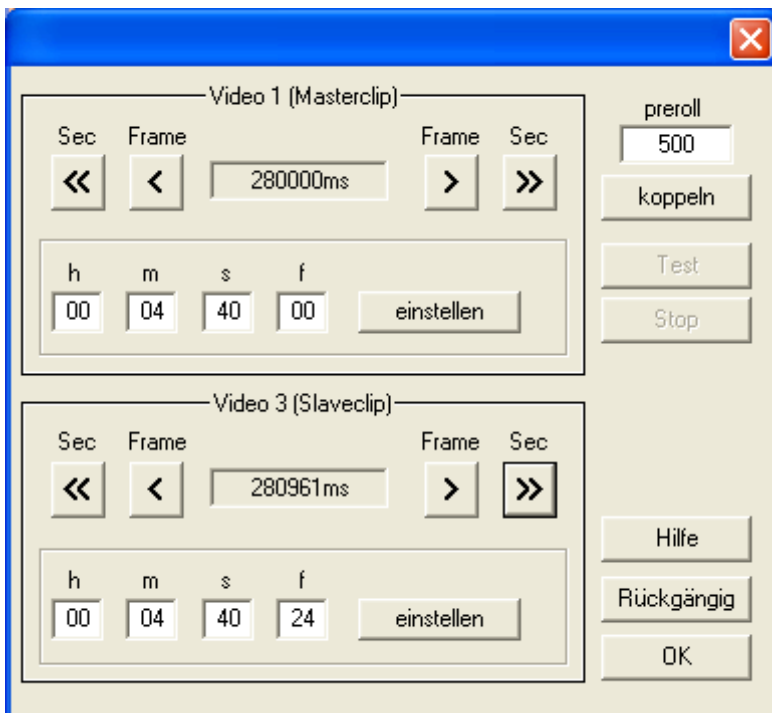 Video 1 (Masterclip)
Sec Frame Frame Sec
<< < 280000ms > >>
h m s f
00 04 40 00 einstellen
preroll
500
koppeln
Test
Stop
Video 3 (Slaveclip)
Sec Frame Frame Sec
<< < 280961ms > >>
h m s f
00 04 40 24 einstellen
Hilfe
Rückgängig
OK